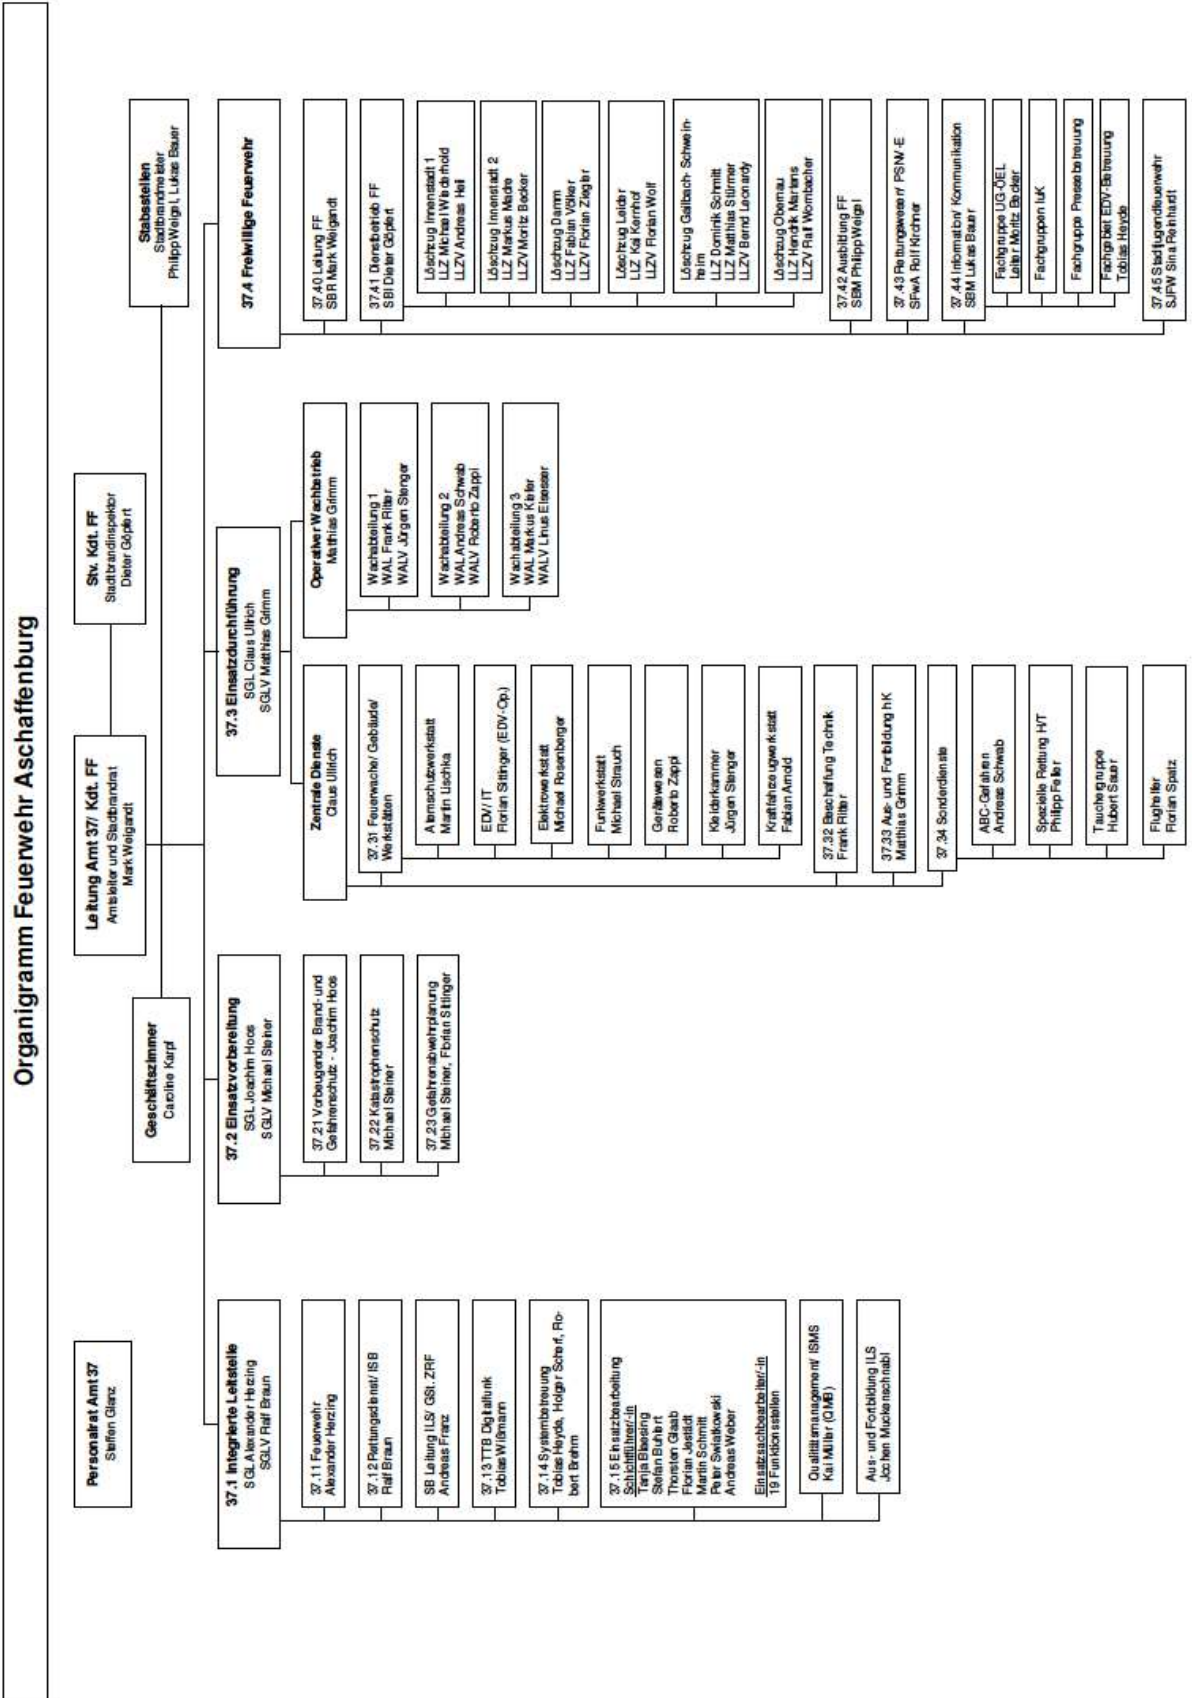 Organigramm Feuerwehr Aschaffenburg
Personalrat Amt 37
Steffen Glanz
Leitung Amt 37/ Kdt. FF
Amtsleiter und Stadtbrandrat
Mark Weigandt
Stv. Kdt. FF
Stadtbrandinspektor
Dieter Göpfert
Geschäftszimmer
Caroline Karpf
Stabsstellen
Stadtbrandmeister
Philipp Weigel, Lukas Bauer
37.1 Integrierte Leitstelle
SGL Alexander Herzing
SGLV Ralf Braun
37.11 Feuerwehr
Alexander Herzing
37.12 Rettungsdienst/ ISB
Ralf Braun
SB Leitung ILS/ GSt. ZRF
Andreas Franz
37.13 TTB Digitalfunk
Tobias Wißmann
37.14 Systembetreuung
Tobias Heyde, Holger Scherf, Ro-
bert Brehm
37.15 Einsatzbearbeitung
Schichtführer/-in
Tanja Blaesing
Stefan Buhlert
Thorsten Glaab
Florian Jestädt
Martin Schmitt
Peter Swiatkowski
Andreas Weber
Einsatzsachbearbeiter/-in
19 Funktionsstellen
Qualitätsmanagement/ ISMS
Kai Müller (QMB)
Aus- und Fortbildung ILS
Jochen Muckenschnabl
37.2 Einsatzvorbereitung
SGL Joachim Hoos
SGLV Michael Steiner
37.21 Vorbeugender Brand- und
Gefahrenschutz - Joachim Hoos
37.22 Katastrophenschutz
Michael Steiner
37.23 Gefahrenabwehrplanung
Michael Steiner, Florian Sittinger
37.3 Einsatzdurchführung
SGL Claus Ullrich
SGLV Matthias Grimm
Zentrale Dienste
Claus Ullrich
37.31 Feuerwache/ Gebäude/
Werkstätten
Atemschutzwerkstatt
Martin Lischka
EDV/ IT
Florian Sittinger (EDV-Op.)
Elektrowerkstatt
Michael Rosenberger
Funkwerkstatt
Michael Strauch
Gerätewesen
Roberto Zappi
Kleiderkammer
Jürgen Stenger
Kraftfahrzeugwerkstatt
Fabian Arnold
37.32 Beschaffung Technik
Frank Ritter
37.33 Aus- und Fortbildung hK
Matthias Grimm
37.34 Sonderdienste
ABC-Gefahren
Andreas Schwab
Spezielle Rettung H/T
Philipp Feller
Tauchergruppe
Hubert Sauer
Flughelfer
Florian Spatz
Operativer Wachbetrieb
Matthias Grimm
Wachabteilung 1
WAL Frank Ritter
WALV Jürgen Stenger
Wachabteilung 2
WAL Andreas Schwab
WALV Roberto Zappi
Wachabteilung 3
WAL Markus Kiefer
WALV Linus Elsesser
37.4 Freiwillige Feuerwehr
37.40 Leitung FF
SBR Mark Weigandt
37.41 Dienstbetrieb FF
SBI Dieter Göpfert
Löschzug Innenstadt 1
LLZ Michael Wiederhold
LLZV Andreas Heil
Löschzug Innenstadt 2
LLZ Markus Madre
LLZV Moritz Becker
Löschzug Damm
LLZ Fabian Völker
LLZV Florian Ziegler
Löschzug Leider
LLZ Kai Kernhof
LLZV Florian Wolf
Löschzug Gailbach- Schwein-
heim
LLZ Dominik Schmitt
LLZ Matthias Stürmer
LLZV Bernd Leonardy
Löschzug Obernau
LLZ Hendrik Martens
LLZV Ralf Wombacher
37.42 Ausbildung FF
SBM Philipp Weigel
37.43 Rettungswesen/ PSNV-E
SFwA Rolf Kirchner
37.44 Information/ Kommunikation
SBM Lukas Bauer
Fachgruppe UG-ÖEL
Leiter Moritz Becker
Fachgruppen IuK
Fachgruppe Pressebetreuung
Fachgebiet EDV-Betreuung
Tobias Heyde
37.45 Stadtjugendfeuerwehr
SJFW Sina Reinhardt